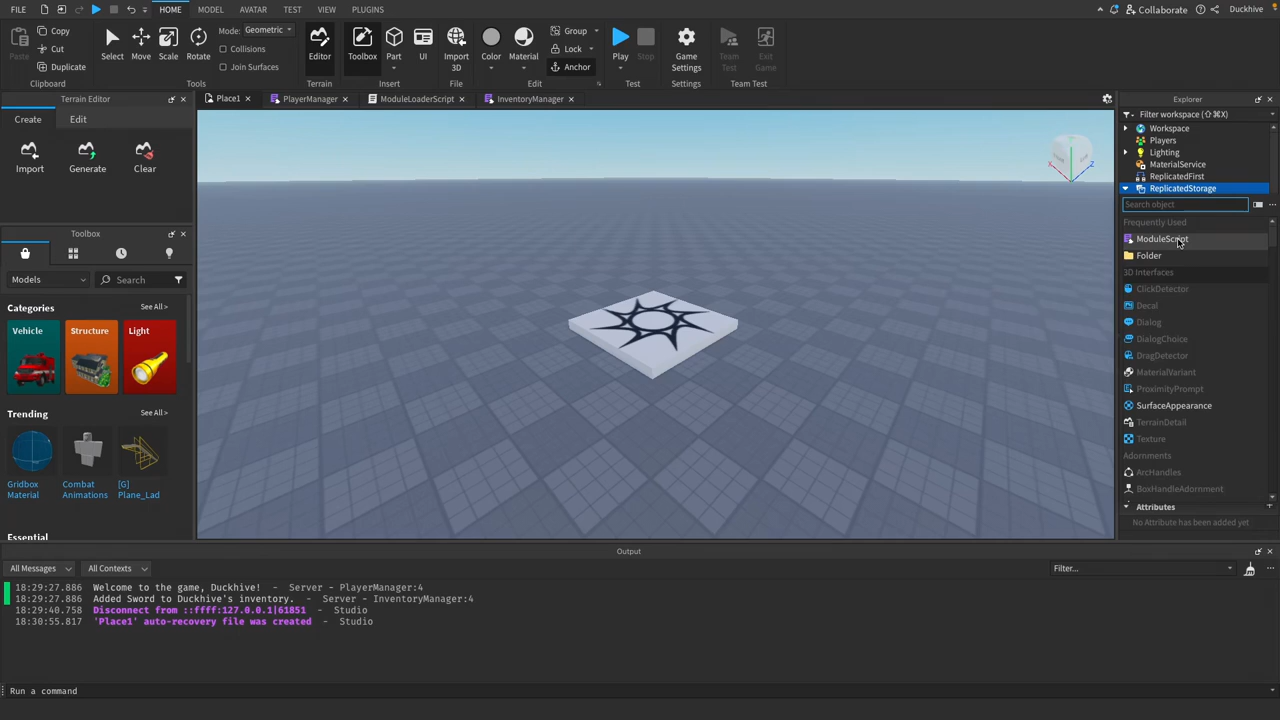 FILE HOME MODEL AVATAR TEST VIEW PLUGINS Collaborate Duckhive
Paste
Copy
Cut
Duplicate
Clipboard
Select
Move
Scale
Rotate
Mode: Geometric
Collisions
Join Surfaces
Tools
Editor
Terrain
Toolbox
Part
UI
Insert
Import
3D
File
Color
Material
Group
Lock
Anchor
Edit
Play
Stop
Test
Game
Settings
Settings
Team
Test
Exit
Game
Team Test
Terrain Editor
Create
Edit
Import
Generate
Clear
Toolbox
Models
Search
Categories
See All >
Vehicle
Structure
Light
Trending
See All >
Gridbox
Material
Combat
Animations
[G]
Plane_Lad
Essential
Place1
PlayerManager
ModuleLoaderScript
InventoryManager
Explorer
Filter workspace (⇧⌘X)
Workspace
Players
Lighting
MaterialService
ReplicatedFirst
ReplicatedStorage
Search object
Frequently Used
ModuleScript
Folder
3D Interfaces
ClickDetector
Decal
Dialog
DialogChoice
DragDetector
MaterialVariant
ProximityPrompt
SurfaceAppearance
TerrainDetail
Texture
Adornments
ArcHandles
BoxHandleAdornment
Attributes
No Attribute has been added yet
Output
All Messages
All Contexts
Filter...
18:29:27.886 Welcome to the game, Duckhive! - Server - PlayerManager:4
18:29:27.886 Added Sword to Duckhive's inventory. - Server - InventoryManager:4
18:29:40.758 Disconnect from ::ffff:127.0.0.1|61851 - Studio
18:30:55.817 'Place1' auto-recovery file was created - Studio
Run a command